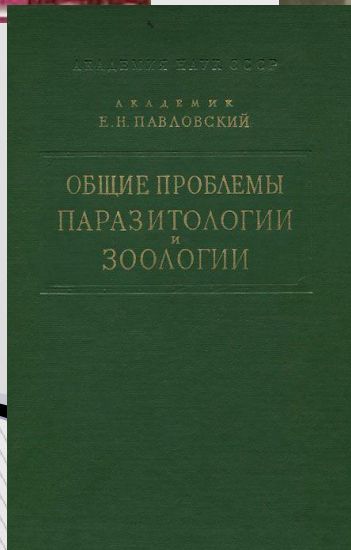 АКАДЕМИЯ НАУК СССР
АКАДЕМИК
Е.Н.ПАВЛОВСКИЙ
ОБЩИЕ ПРОБЛЕМЫ
ПАРАЗИТОЛОГИИ
И
ЗООЛОГИИ